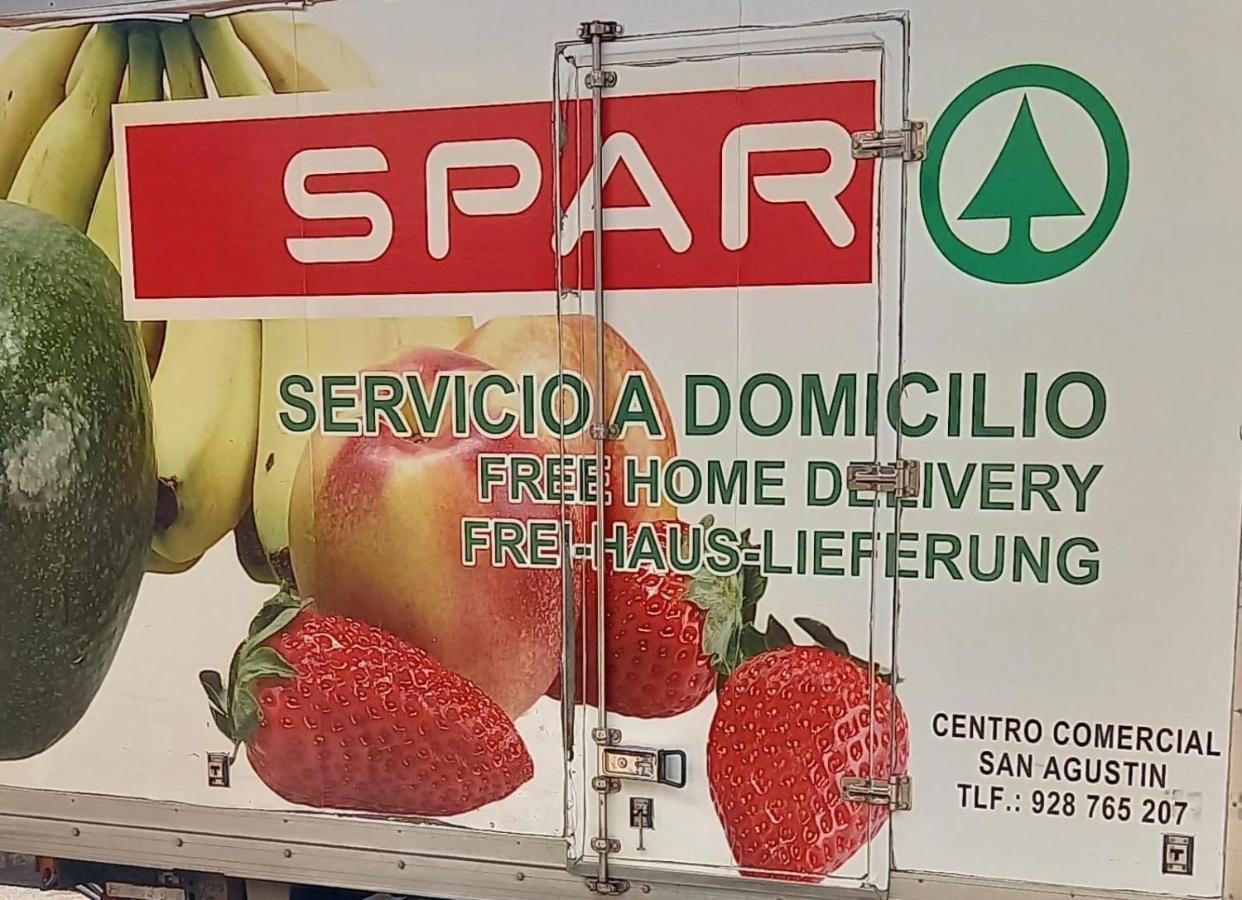 SPAR
SERVICIO A DOMICILIO
FREE HOME DELIVERY
FREI-HAUS-LIEFERUNG
CENTRO COMERCIAL
SAN AGUSTIN
TLF.: 928 765 207